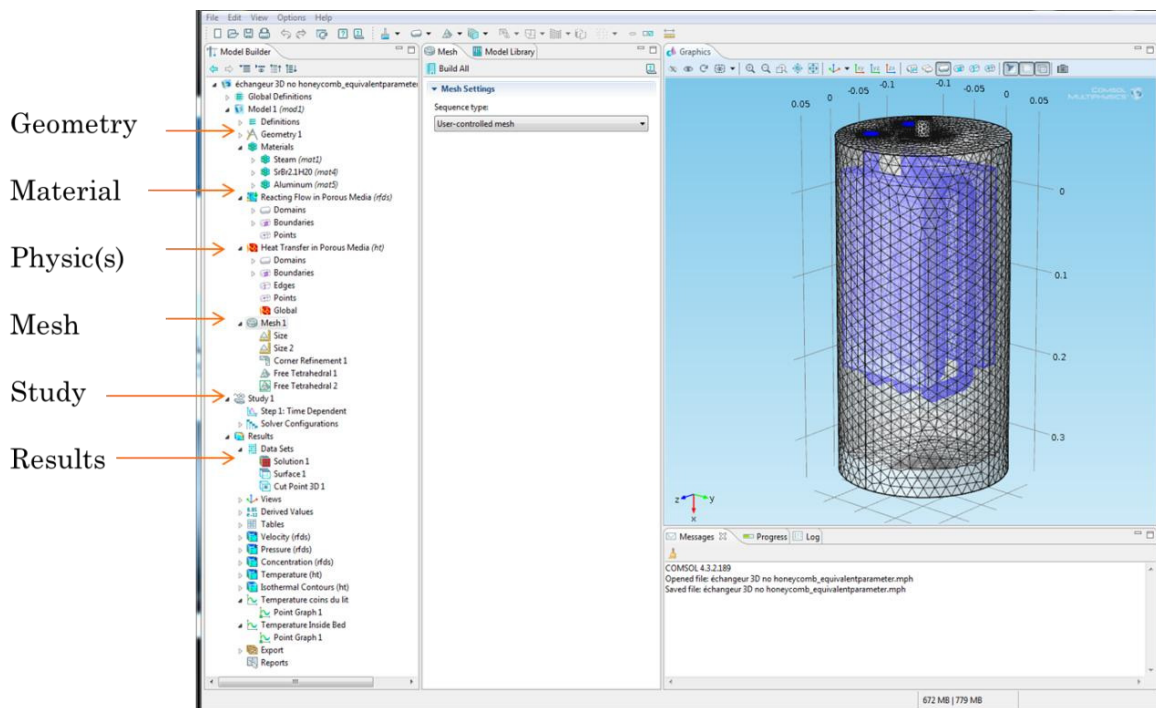 Geometry
Material
Physic(s)
Mesh
Study
Results
File Edit View Options Help
Model Builder
échangeur 3D no honeycomb_equivalentparameter
Global Definitions
Model 1 (mod1)
Definitions
Geometry 1
Materials
Steam (mat1)
SrBr2.1H20 (mat4)
Aluminum (mat5)
Reacting Flow in Porous Media (rfds)
Domains
Boundaries
Points
Heat Transfer in Porous Media (ht)
Domains
Boundaries
Edges
Points
Global
Mesh 1
Size
Size 2
Corner Refinement 1
Free Tetrahedral 1
Free Tetrahedral 2
Study 1
Step 1: Time Dependent
Solver Configurations
Results
Data Sets
Solution 1
Surface 1
Cut Point 3D 1
Views
Derived Values
Tables
Velocity (rfds)
Pressure (rfds)
Concentration (rfds)
Temperature (ht)
Isothermal Contours (ht)
Temperature coins du lit
Point Graph 1
Temperature Inside Bed
Point Graph 1
Export
Reports
Mesh Model Library
Build All
Mesh Settings
Sequence type:
User-controlled mesh
Graphics
COMSOL
MULTIPHYSICS
0.05 0 -0.05 -0.1 -0.1 -0.05 0 0.05
0
0.1
0.2
0.3
z y
x
Messages Progress Log
COMSOL 4.3.2.189
Opened file: échangeur 3D no honeycomb_equivalentparameter.mph
Saved file: échangeur 3D no honeycomb_equivalentparameter.mph
672 MB | 779 MB